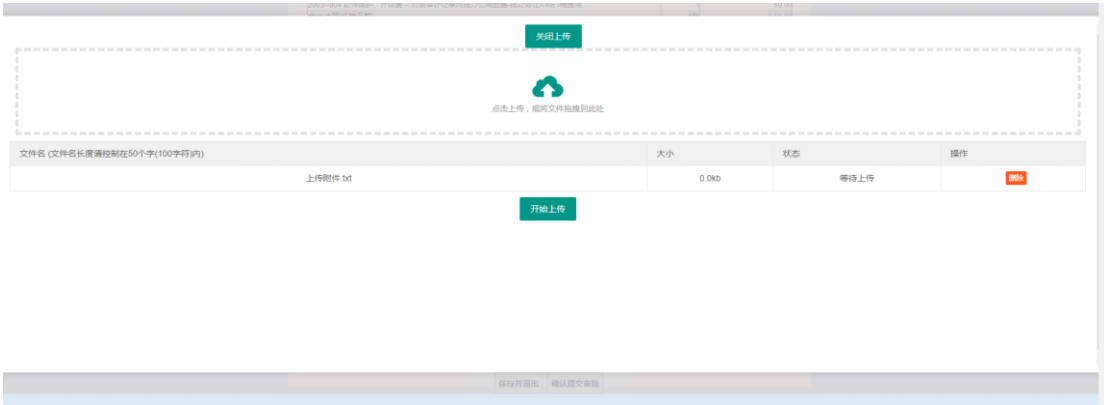 关闭上传
点击上传，或将文件拖拽到此处
文件名 (文件名长度请控制在50个字(100字符)内) 大小 状态 操作
上传附件.txt 0.0kb 等待上传 删除
开始上传
保存并退出 确认提交审批